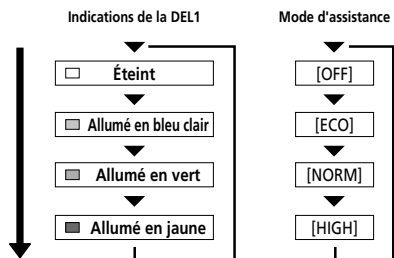 Indications de la DEL1 Mode d'assistance
Éteint [OFF]
Allumé en bleu clair [ECO]
Allumé en vert [NORM]
Allumé en jaune [HIGH]